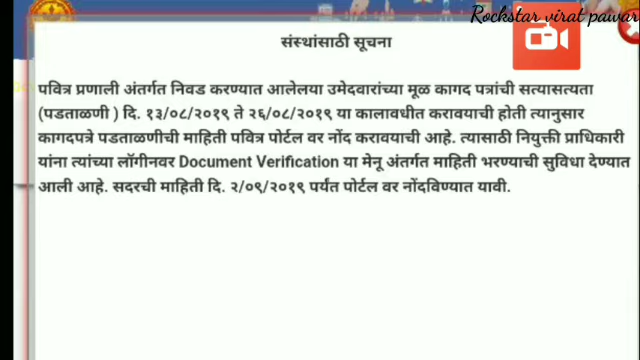 Rockstar virat pawar
संस्थांसाठी सूचना
पवित्र प्रणाली अंतर्गत निवड करण्यात आलेलया उमेदवारांच्या मूळ कागद पत्रांची सत्यासत्यता
(पडताळणी ) दि. १३/०८/२०१९ ते २६/०८/२०१९ या कालावधीत करावयाची होती त्यानुसार
कागदपत्रे पडताळणीची माहिती पवित्र पोर्टल वर नोंद करावयाची आहे. त्यासाठी नियुक्ती प्राधिकारी
यांना त्यांच्या लॉगीनवर Document Verification या मेनू अंतर्गत माहिती भरण्याची सुविधा देण्यात
आली आहे. सदरची माहिती दि. २/०९/२०१९ पर्यंत पोर्टल वर नोंदविण्यात यावी.